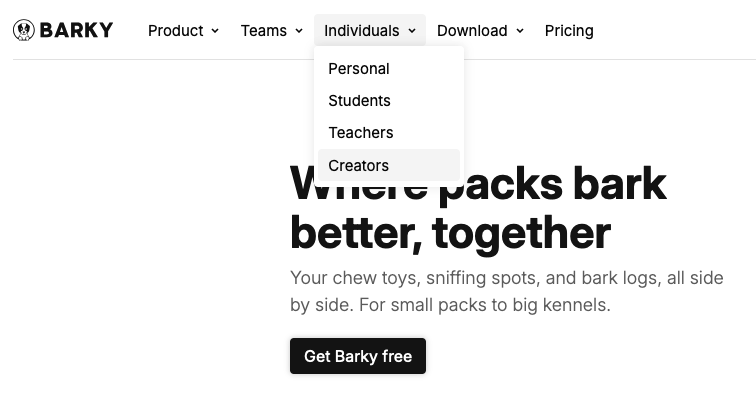 BARKY
Product
Teams
Individuals
Download
Pricing
Personal
Students
Teachers
Creators
Where packs bark
better, together
Your chew toys, sniffing spots, and bark logs, all side
by side. For small packs to big kennels.
Get Barky free